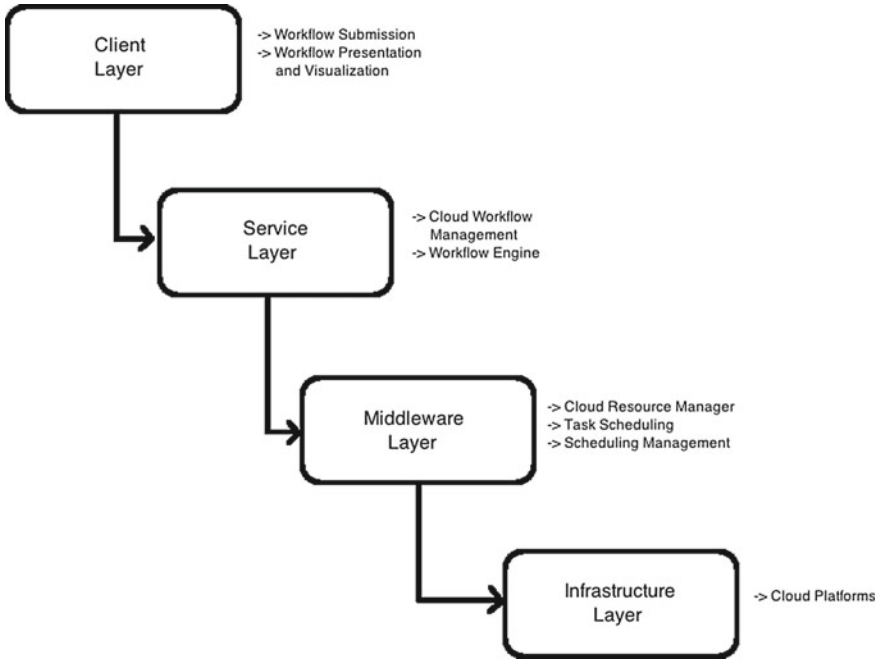 Client
Layer
-> Workflow Submission
-> Workflow Presentation
and Visualization
Service
Layer
-> Cloud Workflow
Management
-> Workflow Engine
Middleware
Layer
-> Cloud Resource Manager
-> Task Scheduling
-> Scheduling Management
Infrastructure
Layer
-> Cloud Platforms